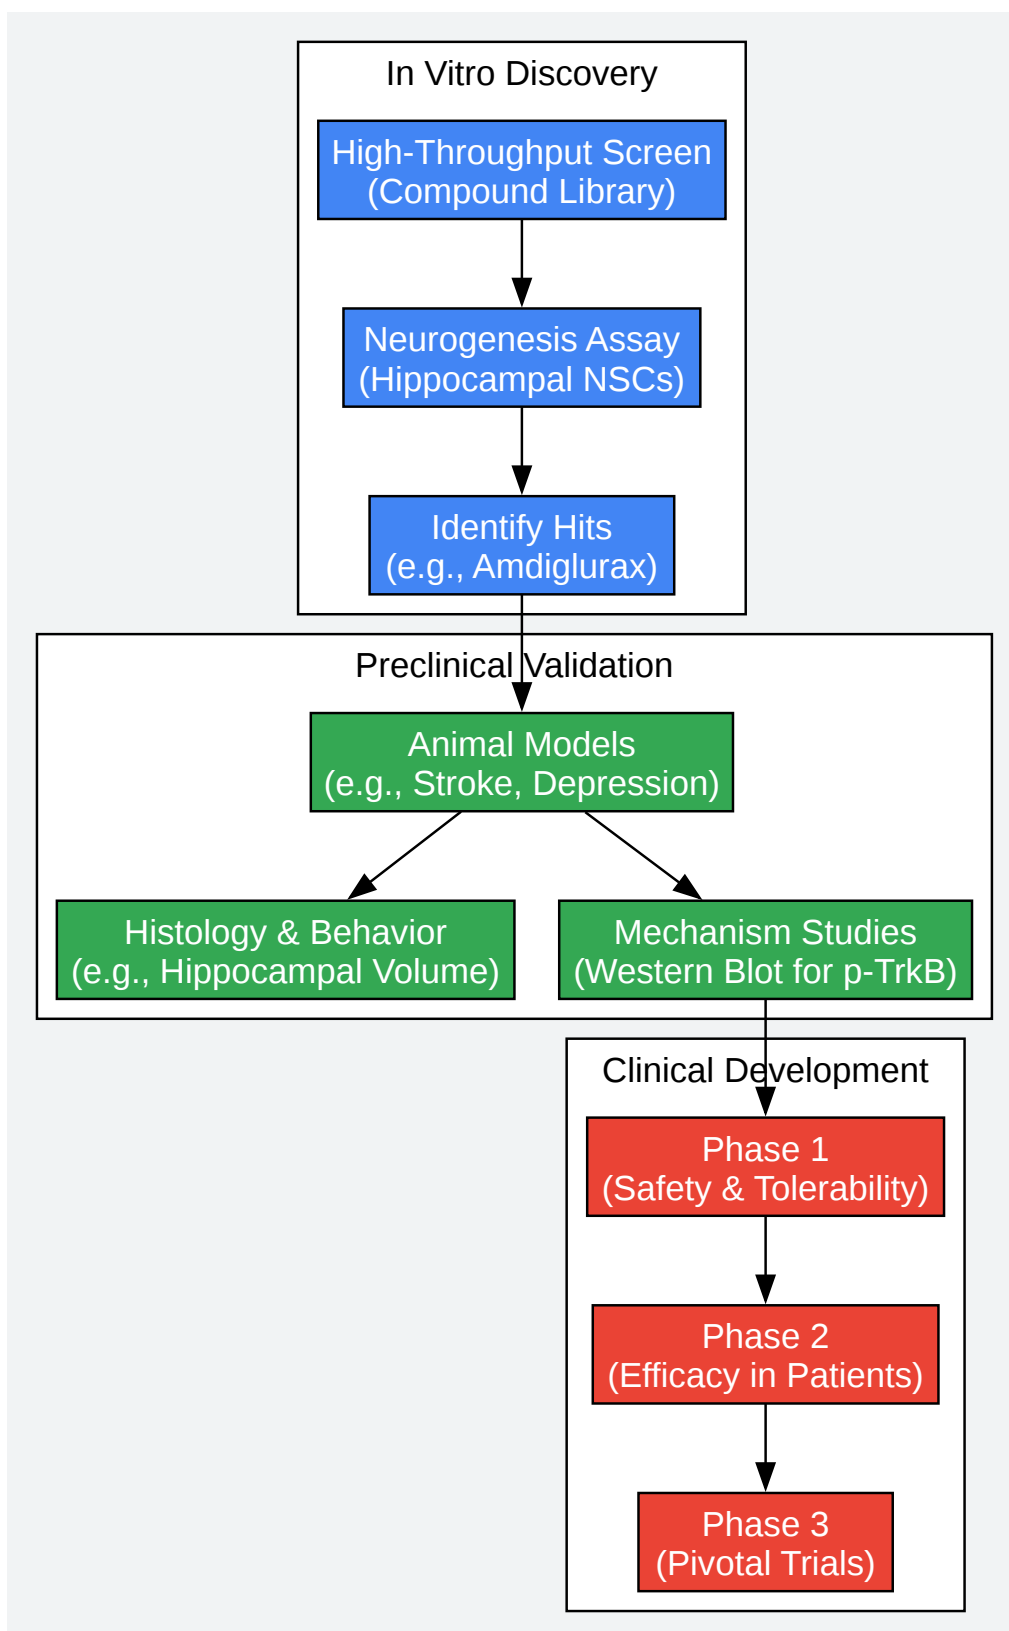 In Vitro Discovery
High-Throughput Screen
(Compound Library)
Neurogenesis Assay
(Hippocampal NSCs)
Identify Hits
(e.g., Amdiglurax)
Preclinical Validation
Animal Models
(e.g., Stroke, Depression)
Histology & Behavior
(e.g., Hippocampal Volume)
Mechanism Studies
(Western Blot for p-TrkB)
Clinical Development
Phase 1
(Safety & Tolerability)
Phase 2
(Efficacy in Patients)
Phase 3
(Pivotal Trials)